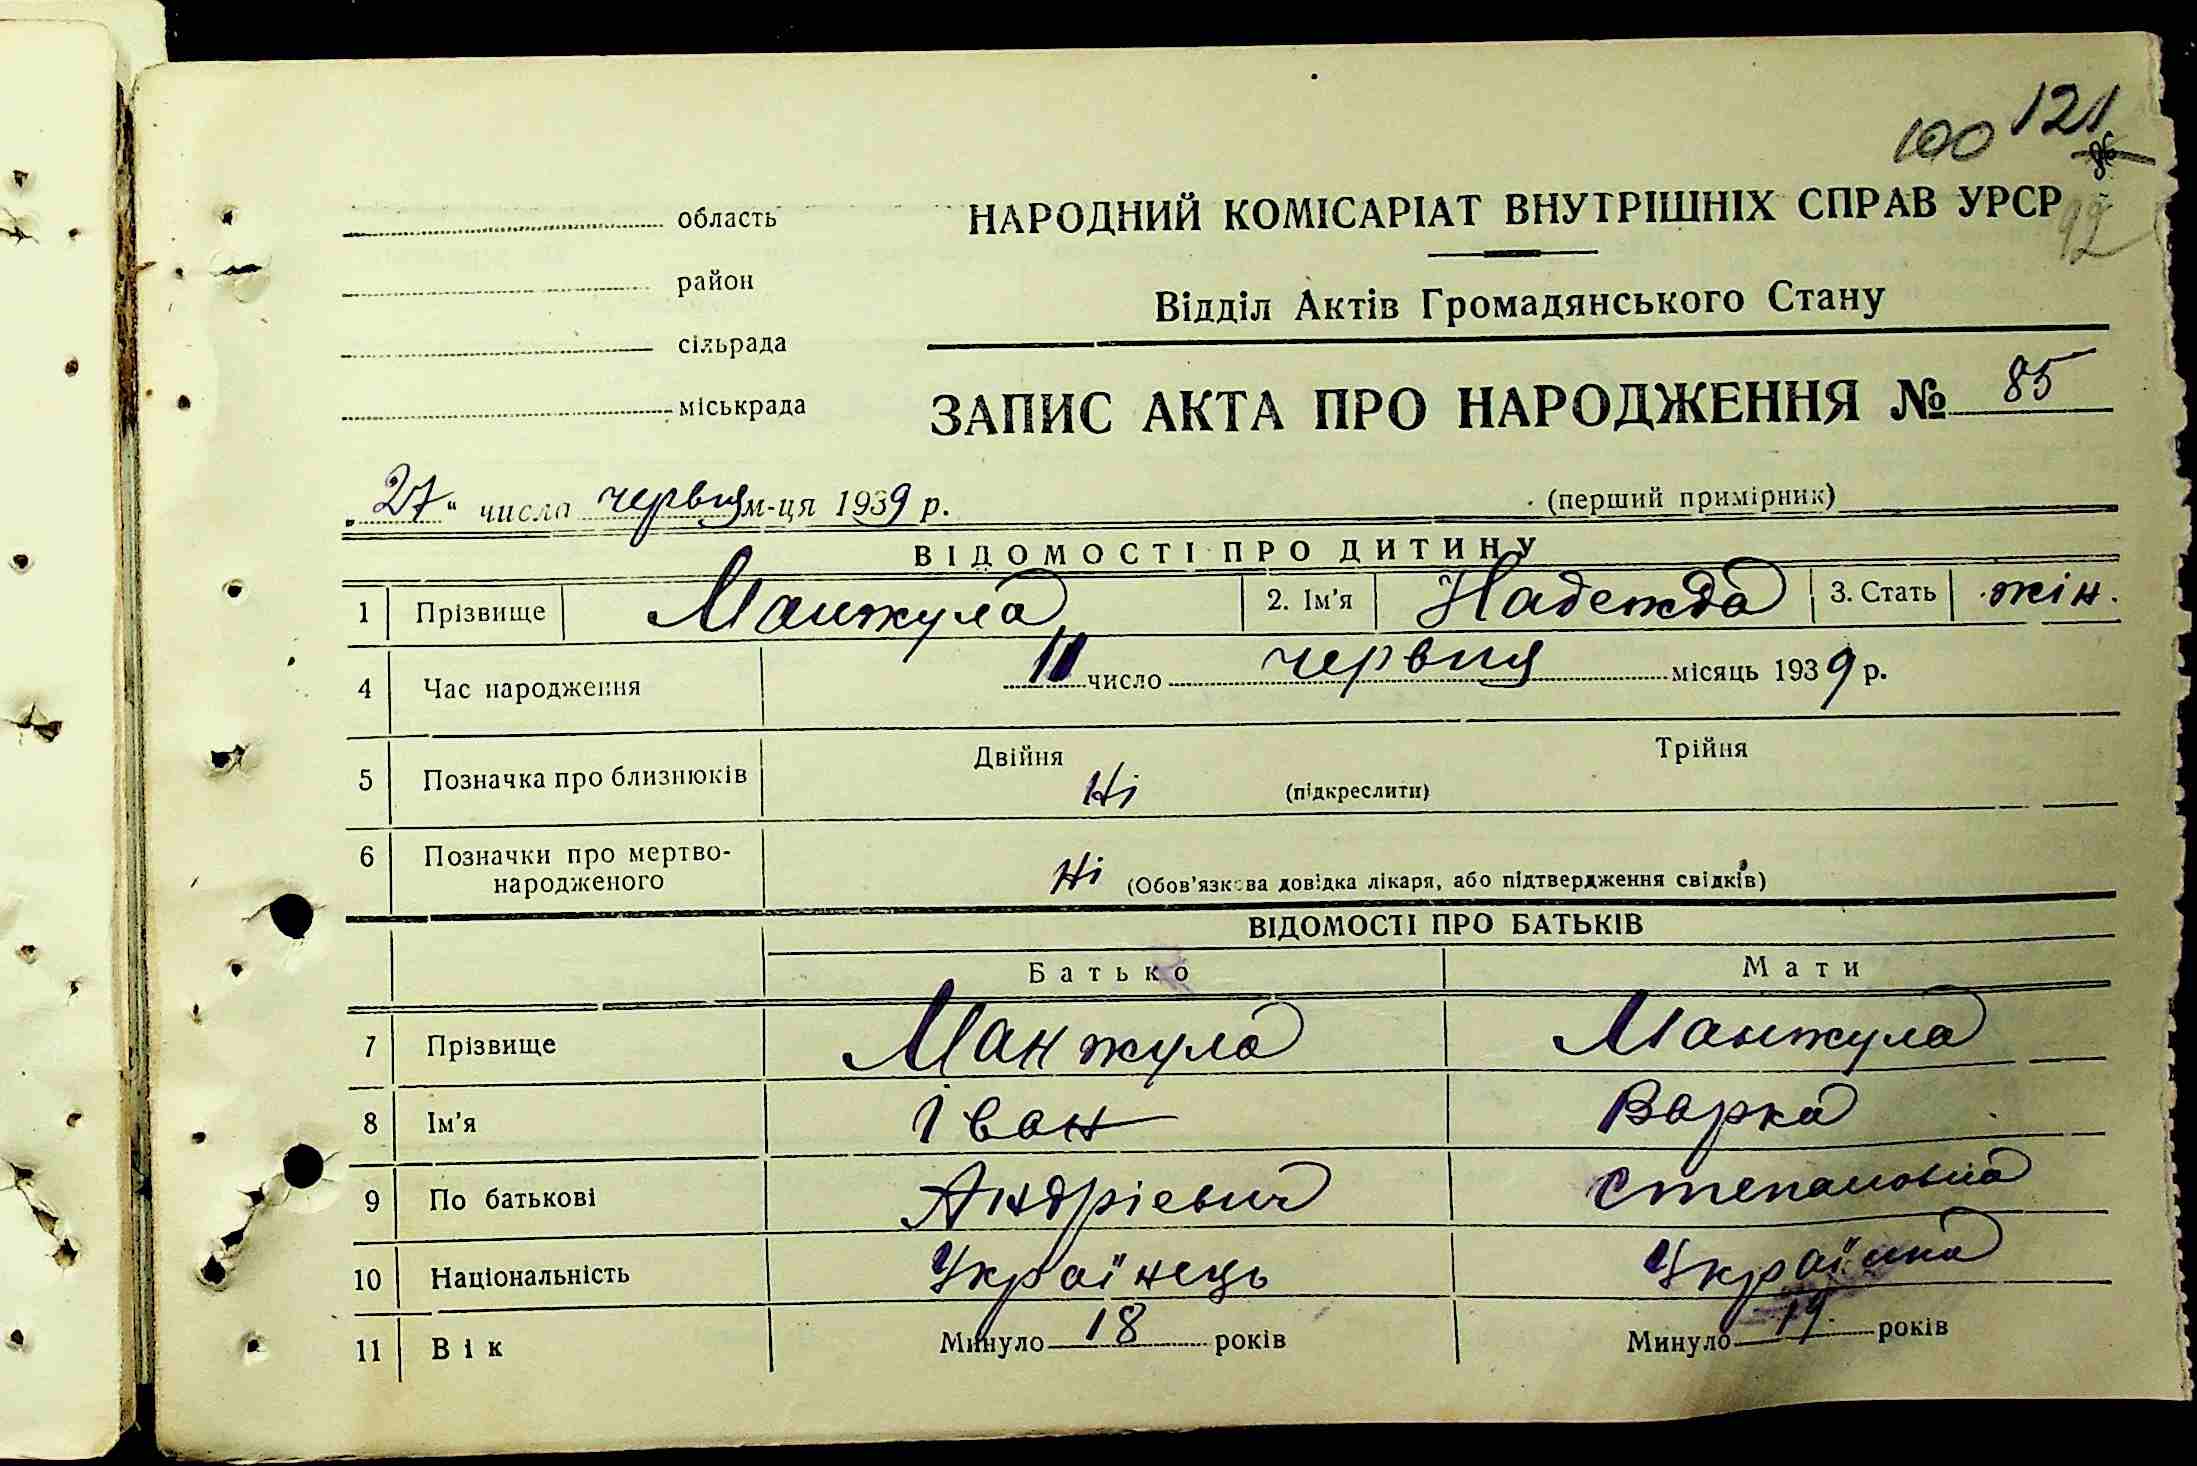 100 121
86
92
область НАРОДНИЙ КОМІСАРІАТ ВНУТРІШНІХ СПРАВ УРСР
район
Відділ Актів Громадянського Стану
сільрада
міськрада
ЗАПИС АКТА ПРО НАРОДЖЕННЯ № 85
„27“ числа червня м-ця 1939 р. (перший примірник)
ВІДОМОСТІ ПРО ДИТИНУ
1 Прізвище Манжула 2. Ім'я Надежда 3. Стать жін.
4 Час народження 11 число червня місяць 1939 р.
5 Позначка про близнюків Двійня Ні (підкреслити) Трійня
6 Позначки про мертво-
народженого Ні (Обов'язкова довідка лікаря, або підтвердження свідків)
ВІДОМОСТІ ПРО БАТЬКІВ
Батько Мати
7 Прізвище Манжула Манжула
8 Ім'я Іван Варка
9 По батькові Андрієвич Степановна
10 Національність Українець Українка
11 Вік Минуло 18 років Минуло 19 років